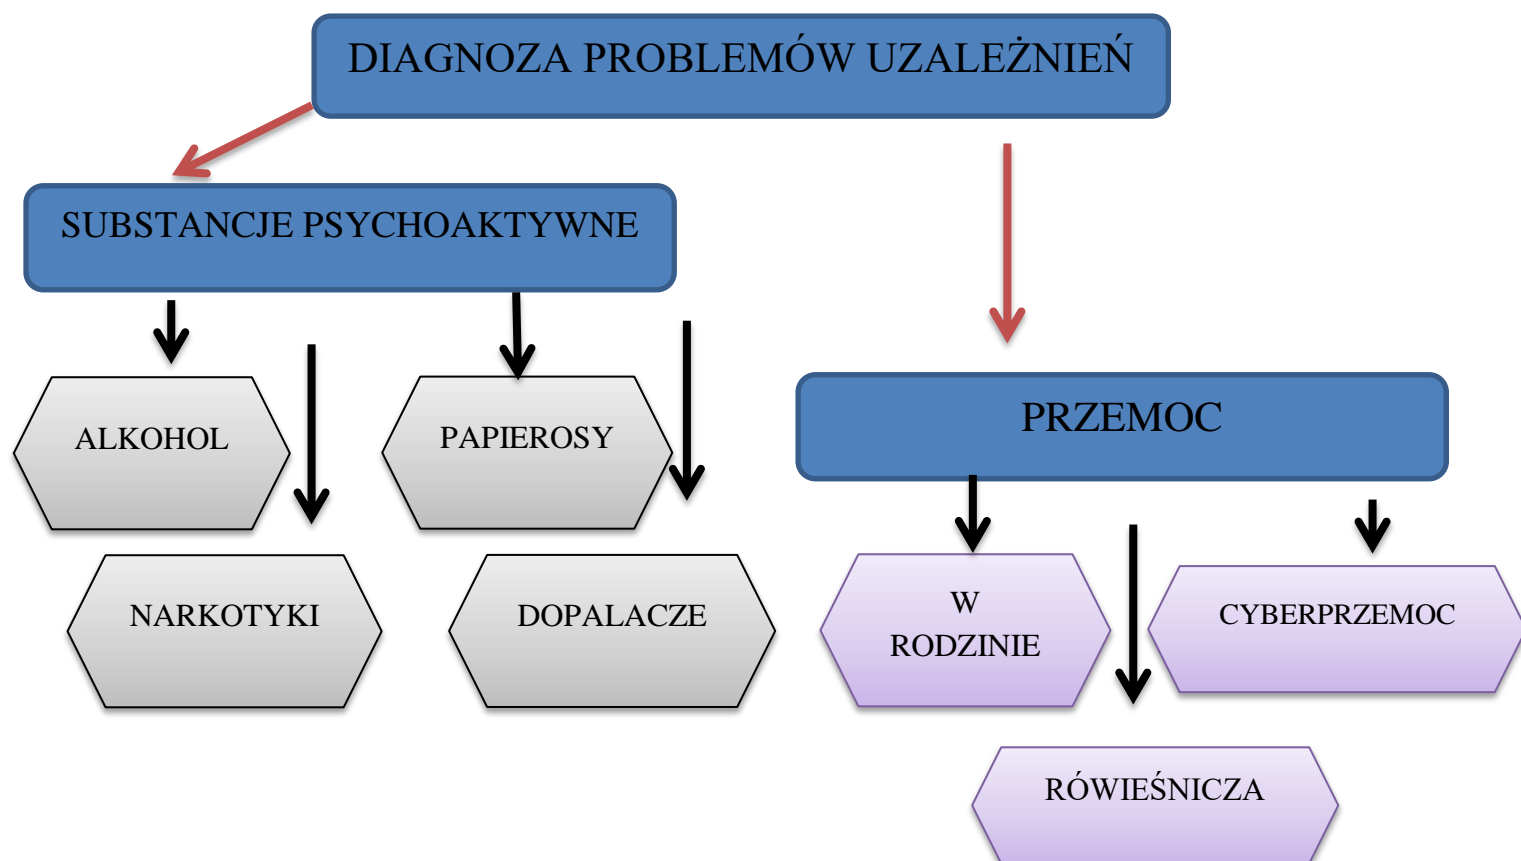 DIAGNOZA PROBLEMÓW UZALEŻNIEŃ
SUBSTANCJE PSYCHOAKTYWNE
ALKOHOL
PAPIEROSY
NARKOTYKI
DOPALACZE
PRZEMOC
W
RODZINIE
CYBERPRZEMOC
RÓWIEŚNICZA